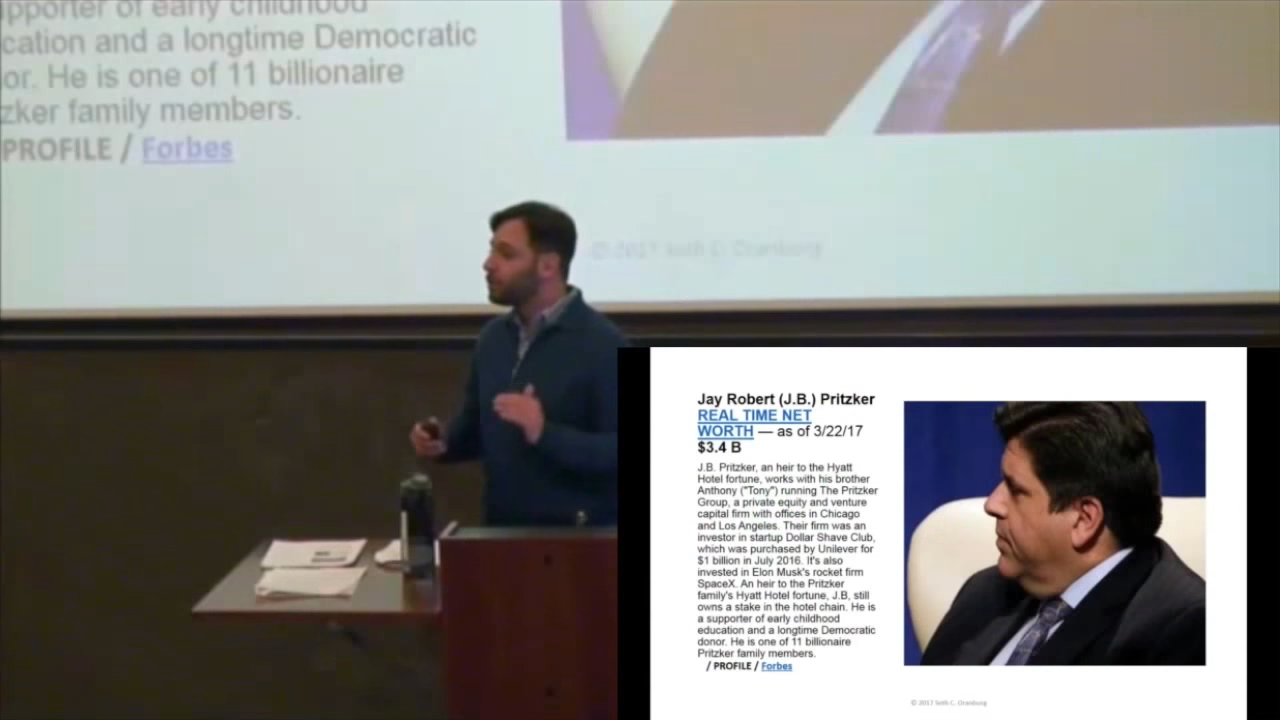 pporter of early childhood
cation and a longtime Democratic
or. He is one of 11 billionaire
zker family members.
PROFILE / Forbes
© 2017 Seth C. Oranburg
Jay Robert (J.B.) Pritzker
REAL TIME NET
WORTH — as of 3/22/17
$3.4 B
J.B. Pritzker, an heir to the Hyatt
Hotel fortune, works with his brother
Anthony ("Tony") running The Pritzker
Group, a private equity and venture
capital firm with offices in Chicago
and Los Angeles. Their firm was an
investor in startup Dollar Shave Club,
which was purchased by Unilever for
$1 billion in July 2016. It's also
invested in Elon Musk's rocket firm
SpaceX. An heir to the Pritzker
family's Hyatt Hotel fortune, J.B, still
owns a stake in the hotel chain. He is
a supporter of early childhood
education and a longtime Democratic
donor. He is one of 11 billionaire
Pritzker family members.
/ PROFILE / Forbes
© 2017 Seth C. Oranburg